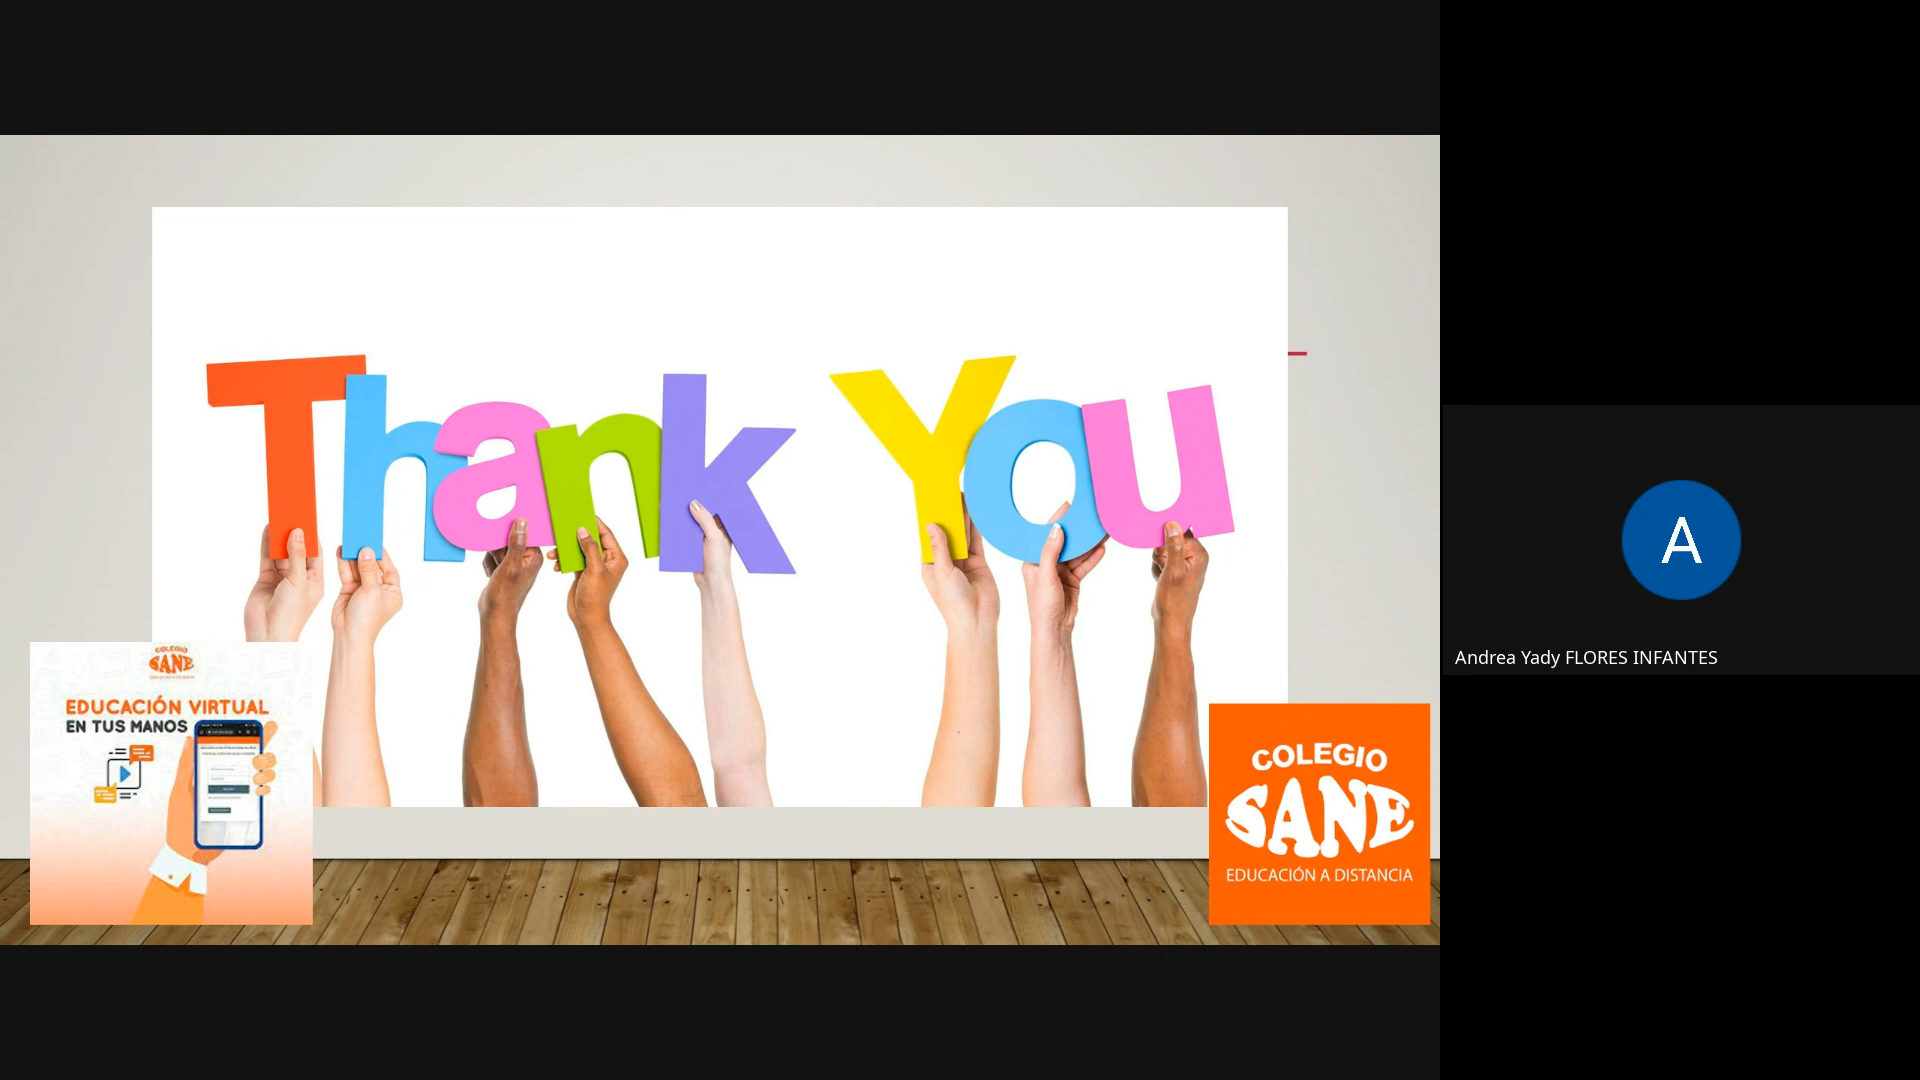 Thank You
COLEGIO
SANE
EDUCACIÓN VIRTUAL
EN TUS MANOS
COLEGIO
SANE
EDUCACIÓN A DISTANCIA
A
Andrea Yady FLORES INFANTES